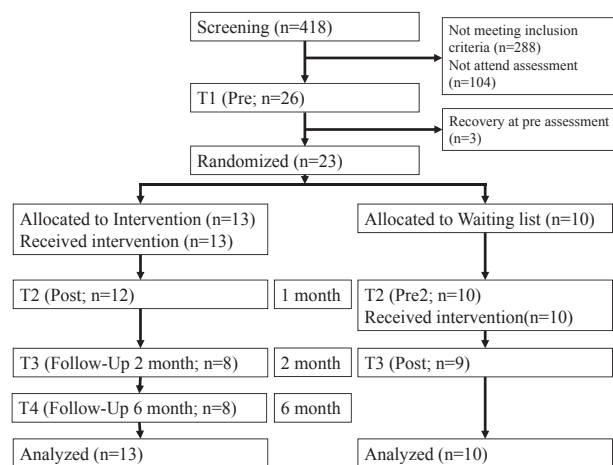 Screening (n=418)
Not meeting inclusion
criteria (n=288)
Not attend assessment
(n=104)
T1 (Pre; n=26)
Recovery at pre assessment
(n=3)
Randomized (n=23)
Allocated to Intervention (n=13)
Received intervention (n=13)
Allocated to Waiting list (n=10)
T2 (Post; n=12)
1 month
T2 (Pre2; n=10)
Received intervention(n=10)
T3 (Follow-Up 2 month; n=8)
2 month
T3 (Post; n=9)
T4 (Follow-Up 6 month; n=8)
6 month
Analyzed (n=13)
Analyzed (n=10)